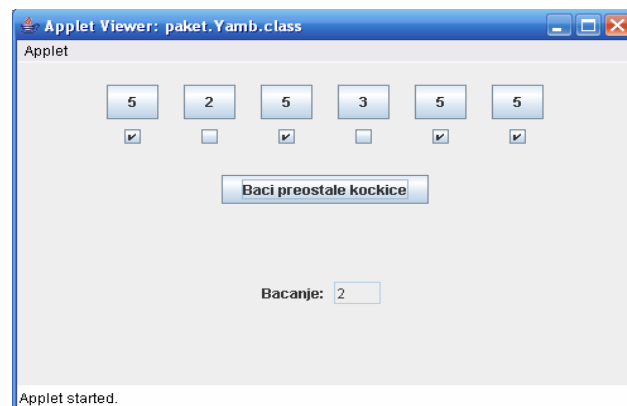 Applet Viewer: paket.Yamb.class
Applet
5 2 5 3 5 5
Baci preostale kockice
Bacanje: 2
Applet started.